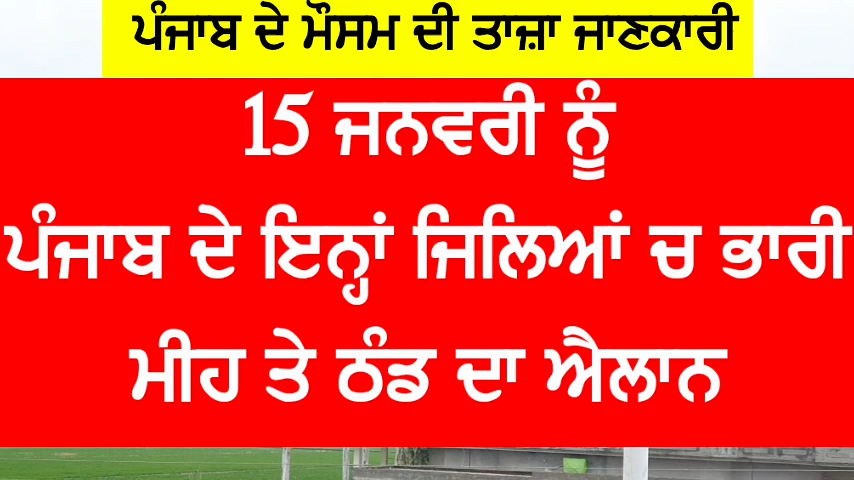 ਪੰਜਾਬ ਦੇ ਮੌਸਮ ਦੀ ਤਾਜ਼ਾ ਜਾਣਕਾਰੀ
15 ਜਨਵਰੀ ਨੂੰ
ਪੰਜਾਬ ਦੇ ਇਨ੍ਹਾਂ ਜਿਲਿਆਂ ਚ ਭਾਰੀ
ਮੀਹ ਤੇ ਠੰਡ ਦਾ ਐਲਾਨ